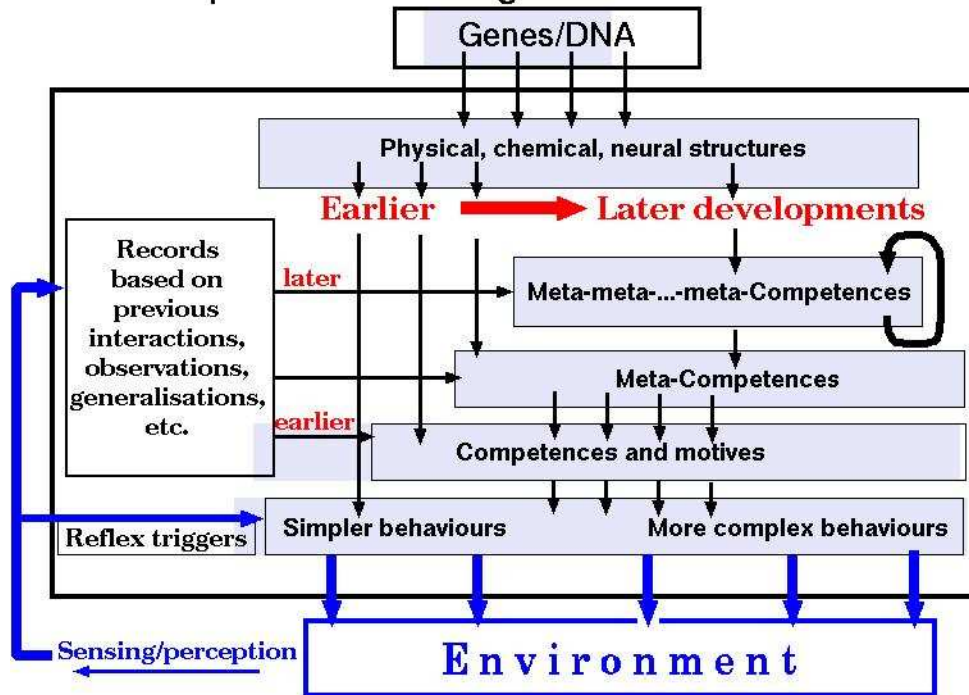 Genes/DNA
Physical, chemical, neural structures
Earlier
Later developments
Records
based on
previous
interactions,
observations,
generalisations,
etc.
later
Meta-meta-...-meta-Competences
Meta-Competences
earlier
Competences and motives
Reflex triggers
Simpler behaviours
More complex behaviours
Sensing/perception
Environment